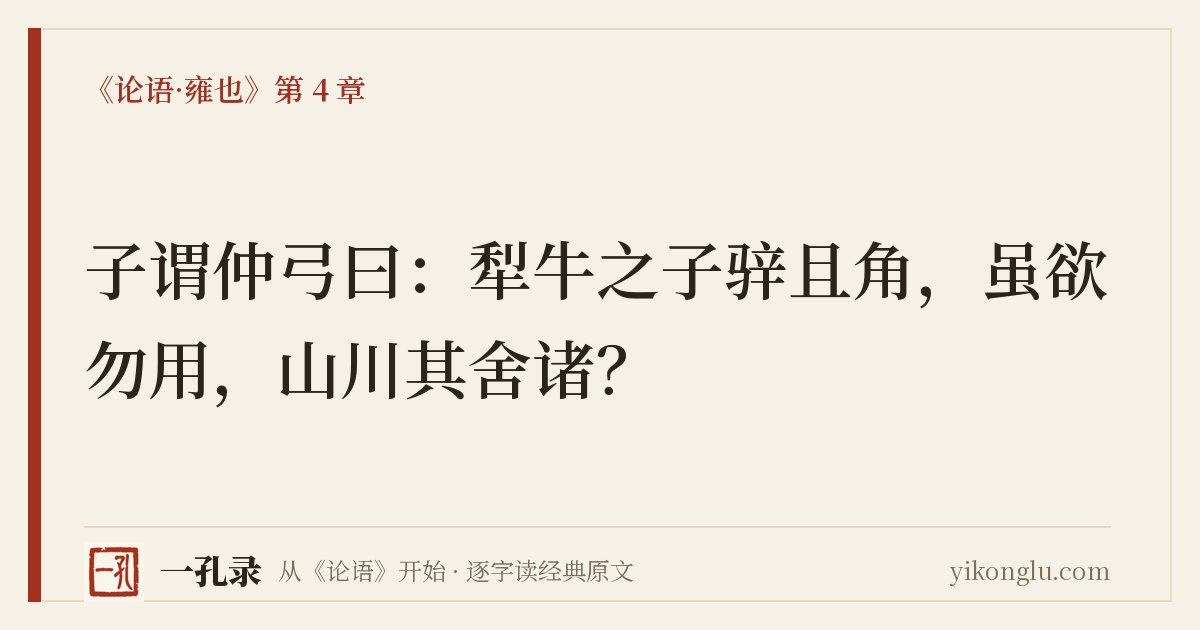 《论语·雍也》第 4 章
子谓仲弓曰：犁牛之子骍且角，虽欲
勿用，山川其舍诸？
一孔 一孔录 从《论语》开始 · 逐字读经典原文 yikonglu.com